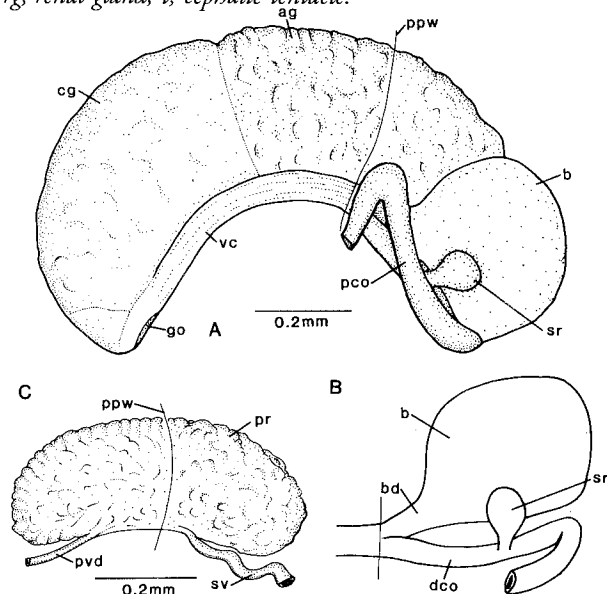 rg, renal gland; t, cephalic tentacle.
ag
ppw
cg
b
vc
pco
sr
go
A
0.2mm
C
ppw
pr
pvd
sv
0.2mm
B
b
bd
sr
dco